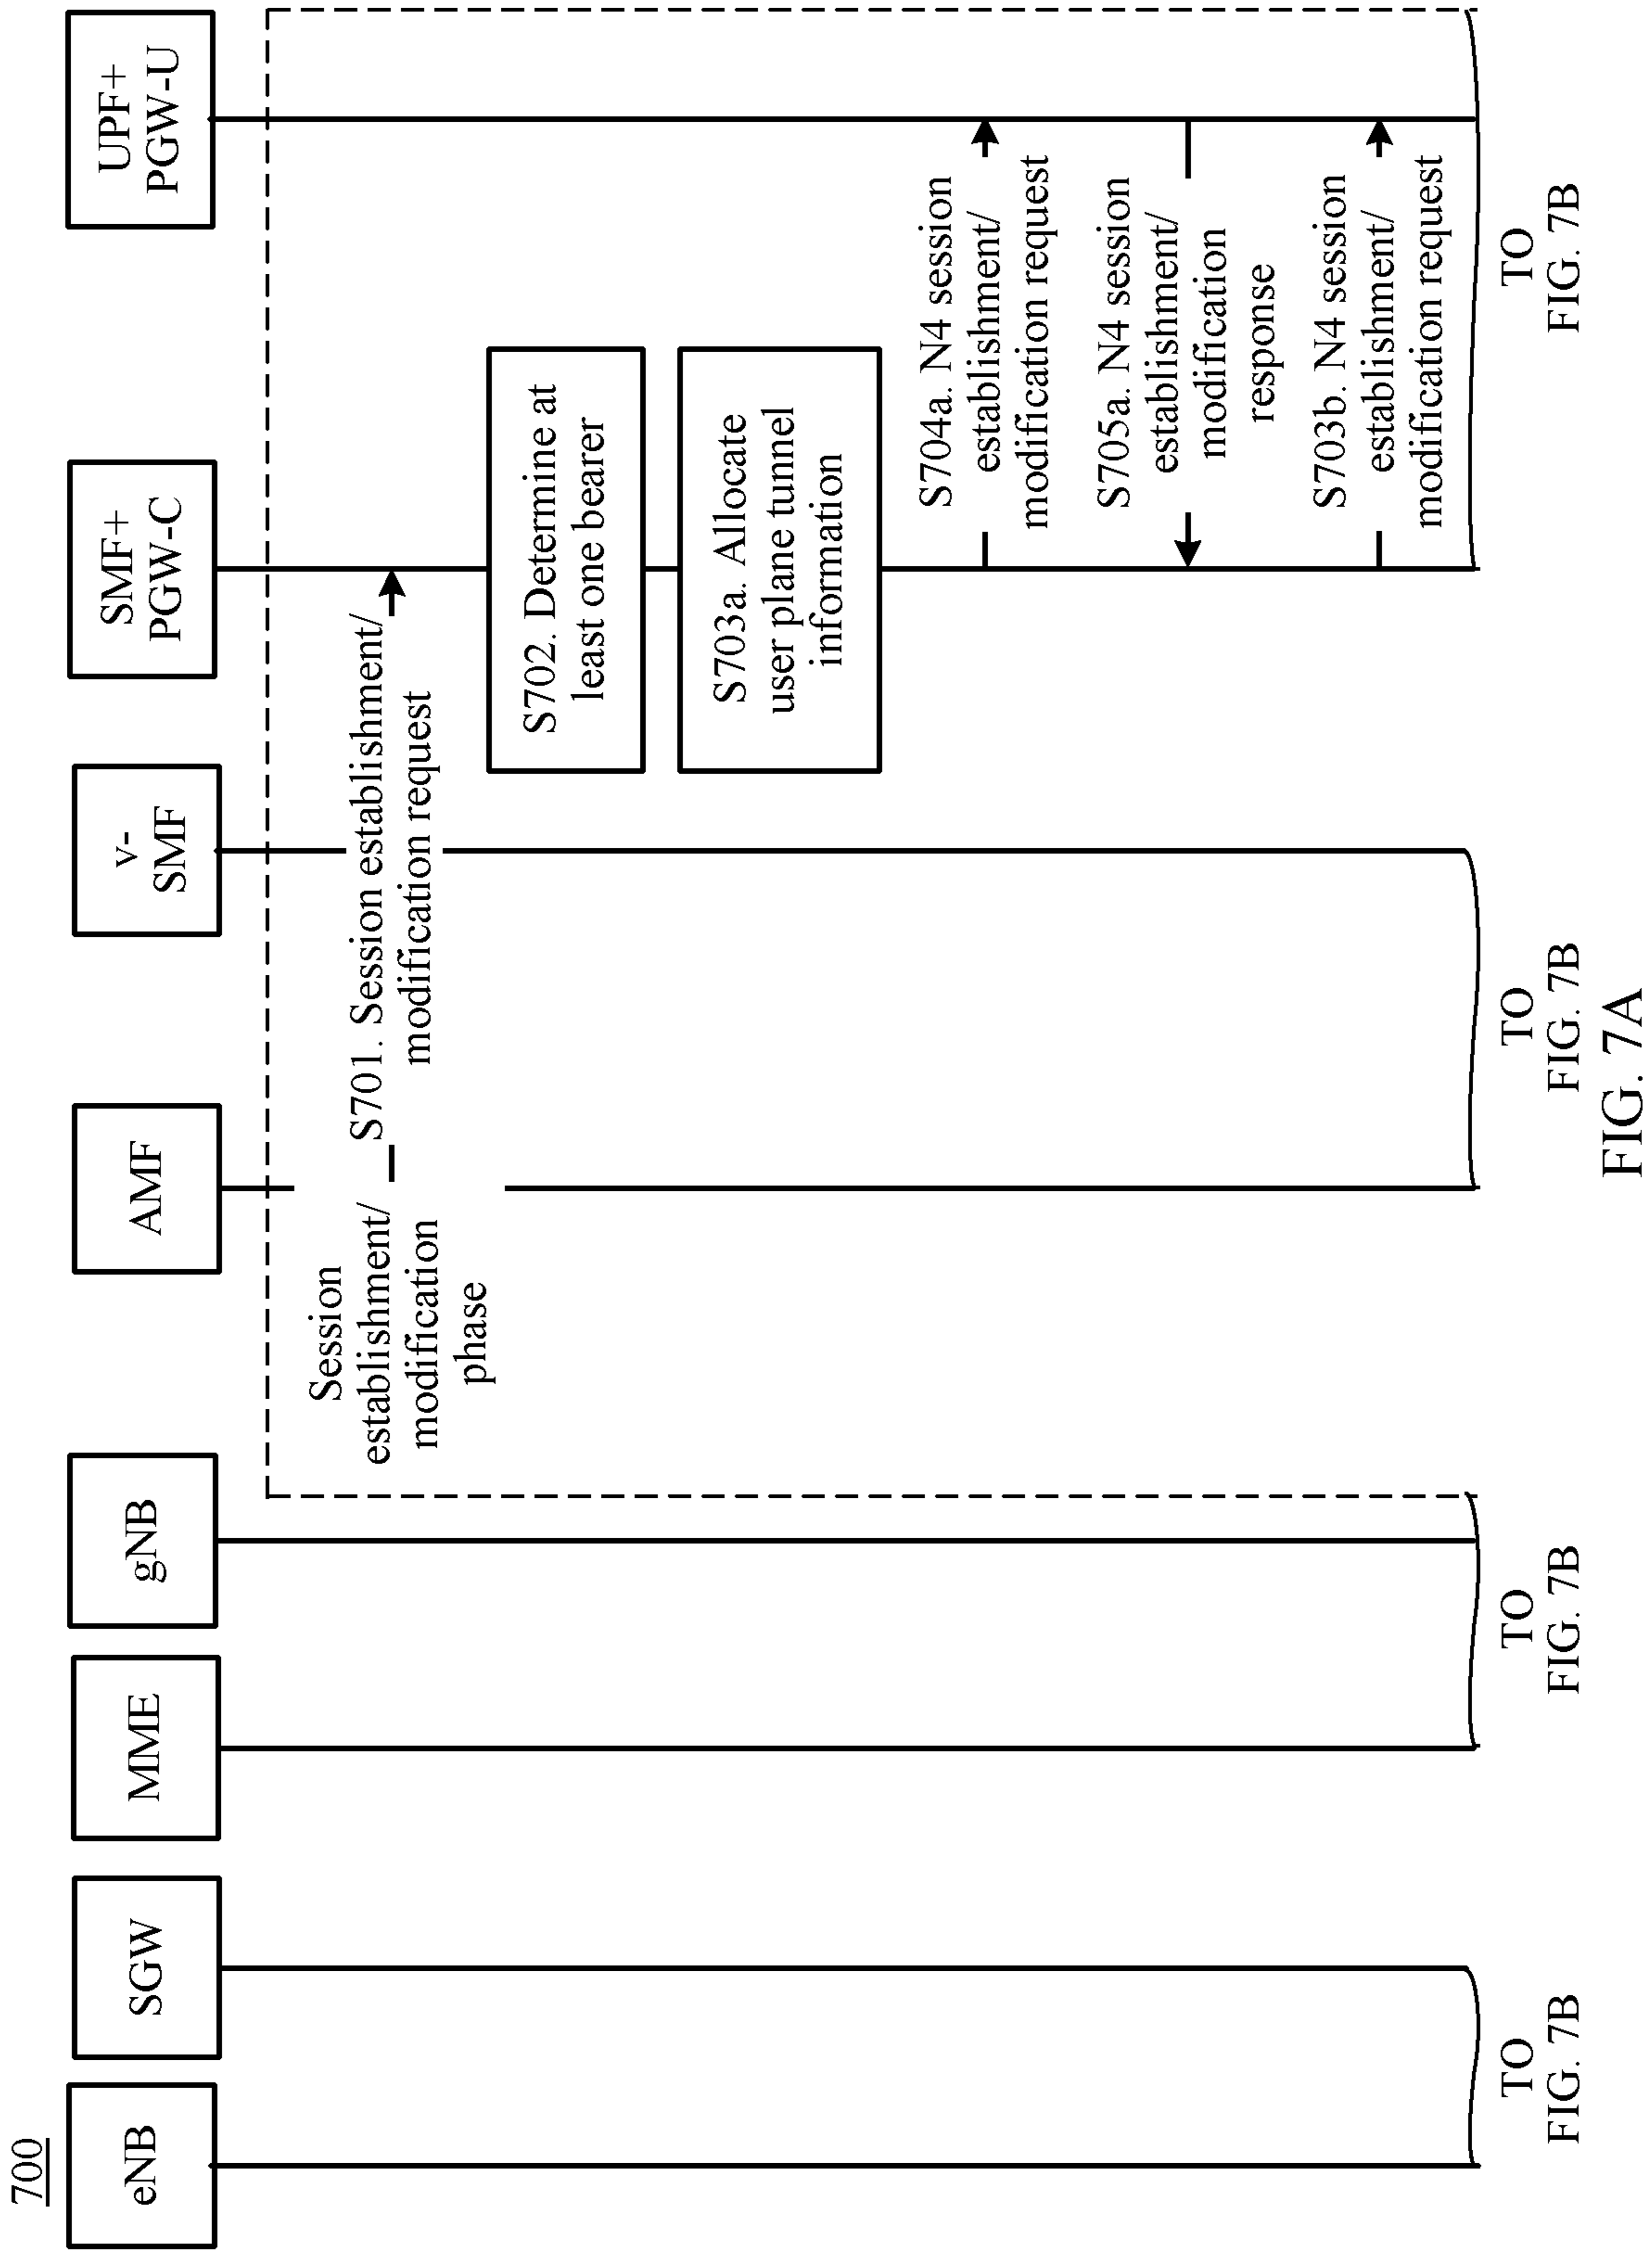 700
eNB
SGW
MME
gNB
AMF
v-
SMF
SMF+
PGW-C
UPF+
PGW-U
Session
establishment/
modification
phase
S701. Session establishment/
modification request
S702. Determine at
least one bearer
S703a. Allocate
user plane tunnel
information
S704a. N4 session
establishment/
modification request
S705a. N4 session
establishment/
modification
response
S703b. N4 session
establishment/
modification request
TO
FIG. 7B
TO
FIG. 7B
TO
FIG. 7B
TO
FIG. 7B
FIG. 7A